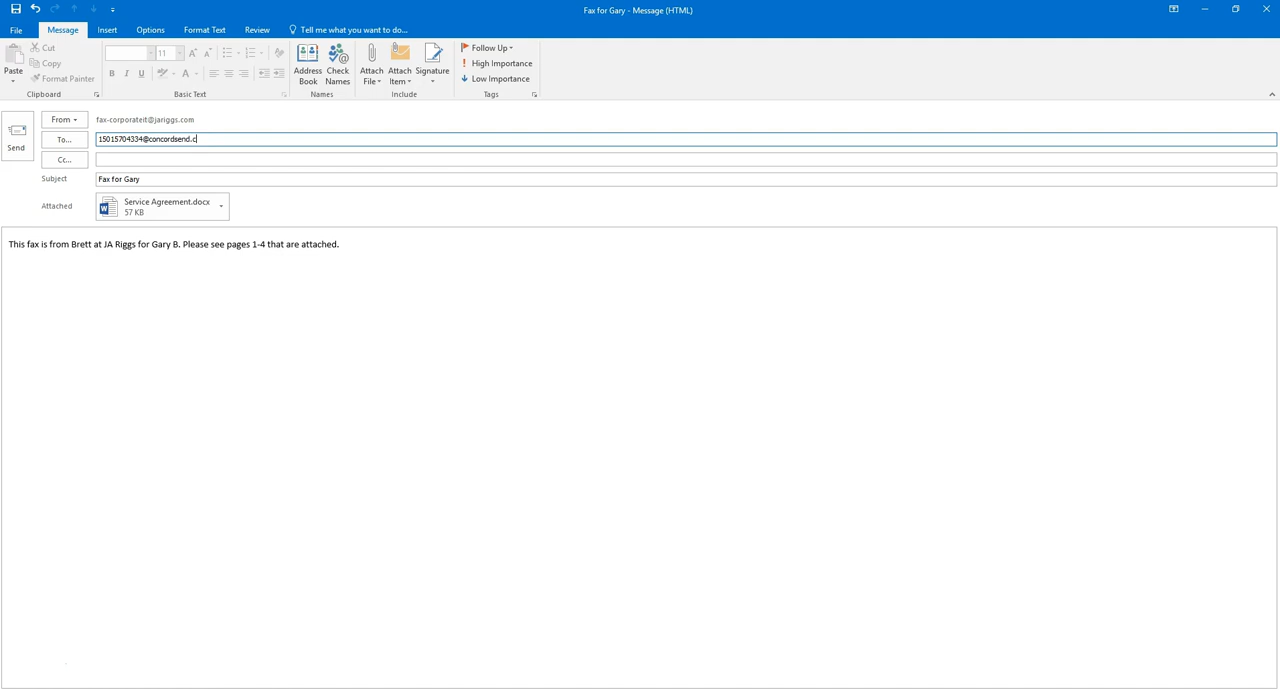 Fax for Gary - Message (HTML)
File Message Insert Options Format Text Review Tell me what you want to do...
Paste
Cut
Copy
Format Painter
Clipboard
11
B I U A
Basic Text
Address Book
Check Names
Names
Attach File
Attach Item
Signature
Include
Follow Up
High Importance
Low Importance
Tags
Send
From fax-corporateit@jariggs.com
To... 15015704334@concordsend.c
Cc...
Subject Fax for Gary
Attached Service Agreement.docx
57 KB
This fax is from Brett at JA Riggs for Gary B. Please see pages 1-4 that are attached.